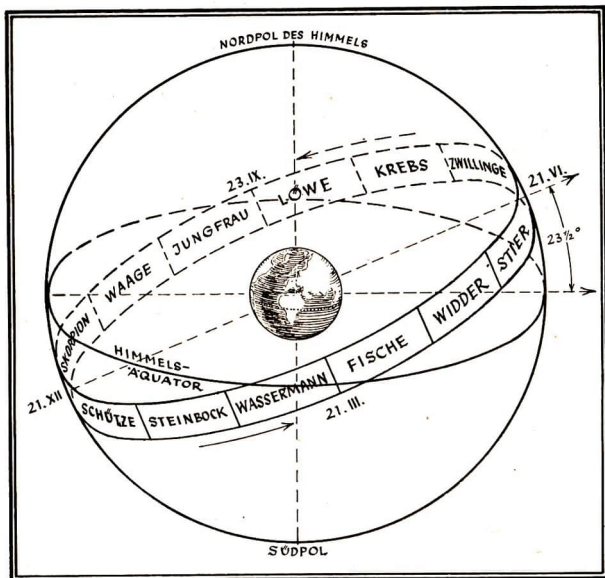 NORDPOL DES HIMMELS
23.IX.
LÖWE
KREBS
ZWILLINGE
21.VI.
JUNGFRAU
WAAGE
23½°
STIER
SKORPION
WIDDER
HIMMELS-
ÄQUATOR
FISCHE
WASSERMANN
21.XII
SCHÜTZE
STEINBOCK
21.III.
SÜDPOL